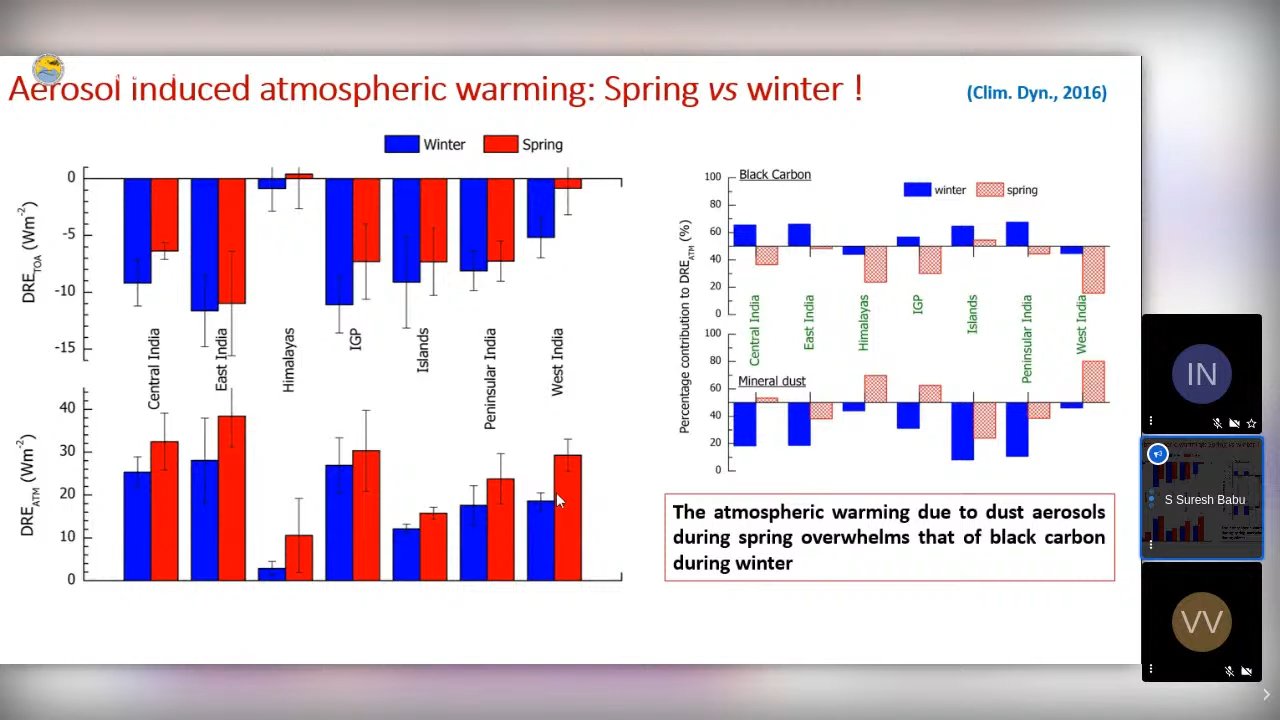 Aerosol induced atmospheric warming: Spring vs winter !
(Clim. Dyn., 2016)
Winter
Spring
DRE_TOA (Wm⁻²)
0
-5
-10
-15
Central India
East India
Himalayas
IGP
Islands
Peninsular India
West India
DRE_ATM (Wm⁻²)
40
30
20
10
0
Percentage contribution to DRE_ATM (%)
Black Carbon
winter
spring
100
80
60
40
20
0
Central India
East India
Himalayas
IGP
Islands
Peninsular India
West India
Mineral dust
100
80
60
40
20
0
The atmospheric warming due to dust aerosols
during spring overwhelms that of black carbon
during winter
IN
S Suresh Babu
VV